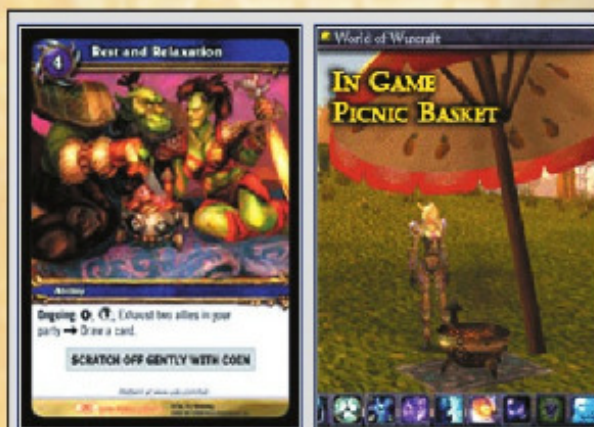 Rest and Relaxation
4
Ability
Ongoing: Exhaust two allies in your
party → Draw a card.
SCRATCH OFF GENTLY WITH COIN
World of Warcraft
IN GAME
PICNIC BASKET